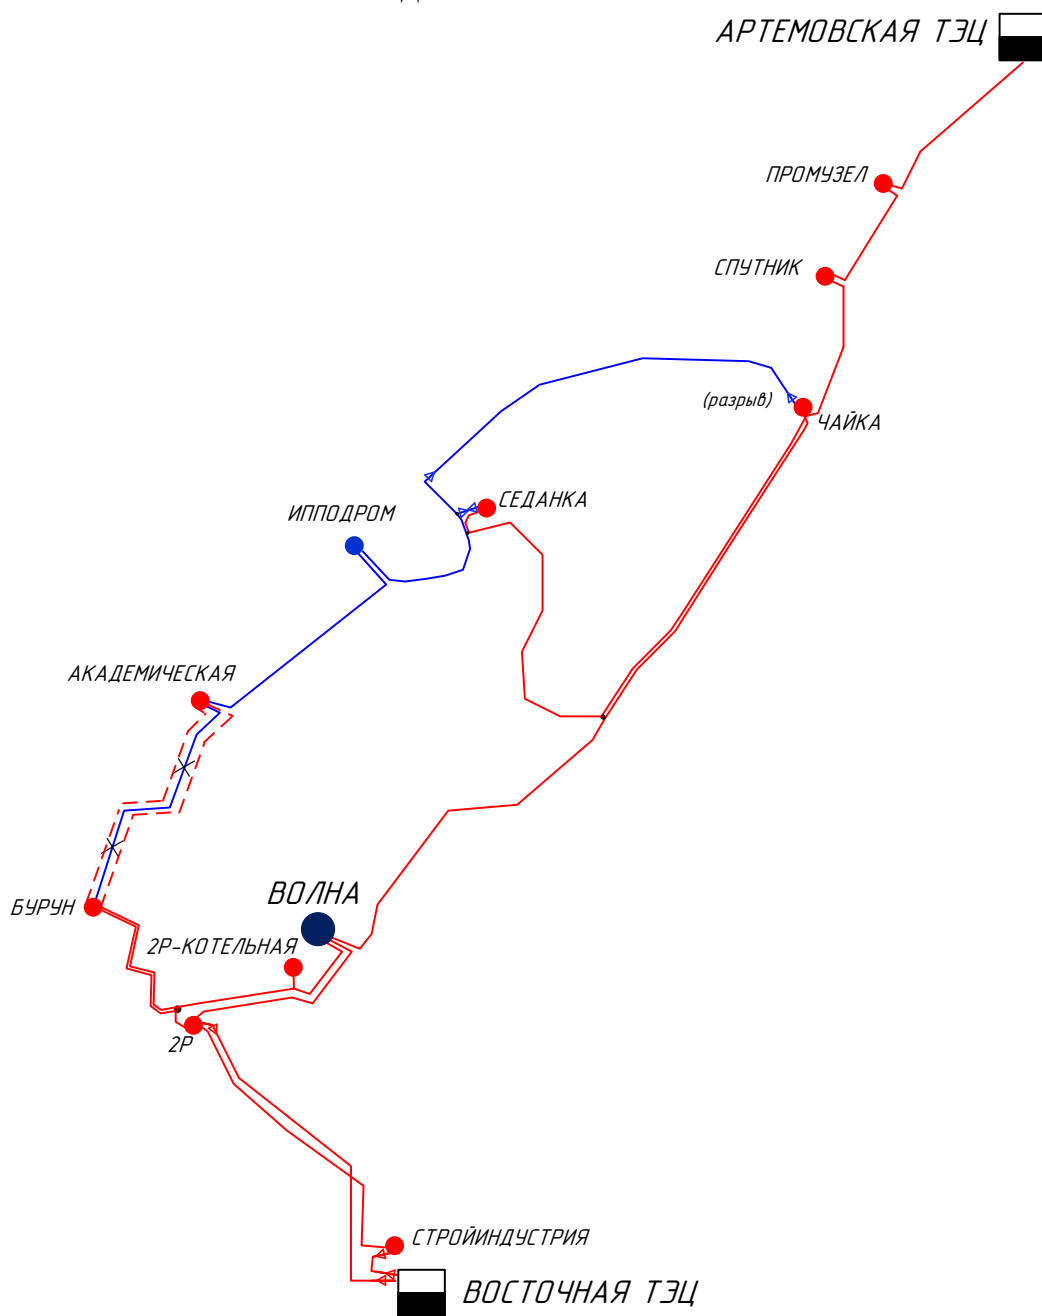 АРТЕМОВСКАЯ ТЭЦ
ПРОМУЗЕЛ
СПУТНИК
(разрыв)
ЧАЙКА
СЕДАНКА
ИППОДРОМ
АКАДЕМИЧЕСКАЯ
ВОЛНА
БУРУН
2Р-КОТЕЛЬНАЯ
2Р
СТРОЙИНДУСТРИЯ
ВОСТОЧНАЯ ТЭЦ